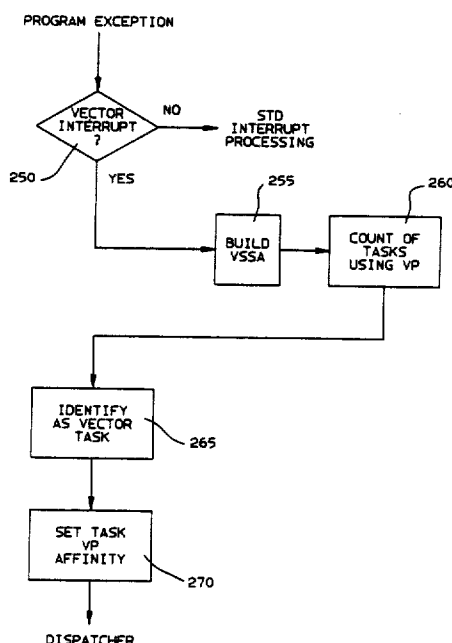 PROGRAM EXCEPTION
VECTOR
INTERRUPT
?
NO
STD
INTERRUPT
PROCESSING
250
YES
255
260
BUILD
VSSA
COUNT OF
TASKS
USING VP
IDENTIFY
AS VECTOR
TASK
265
SET TASK
VP
AFFINITY
270
DISPATCHER